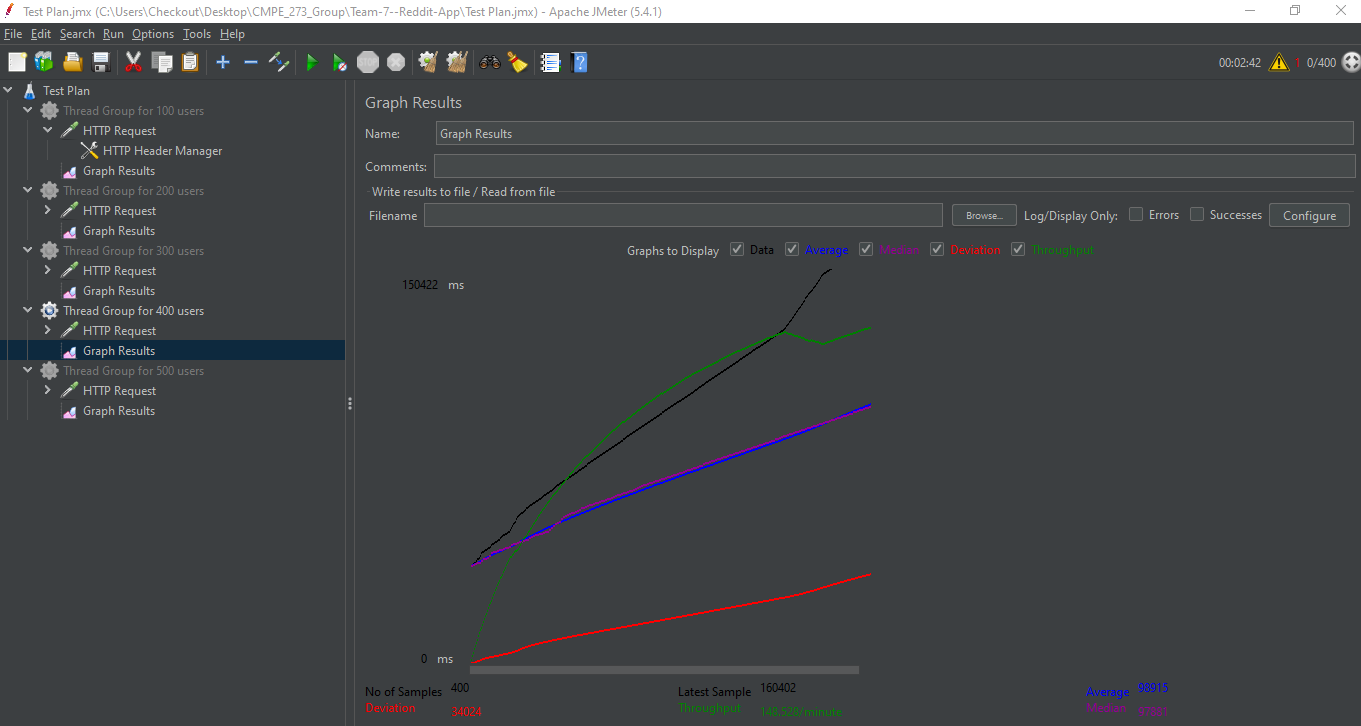 Test Plan.jmx (C:\Users\Checkout\Desktop\CMPE_273_Group\Team-7--Reddit-App\Test Plan.jmx) - Apache JMeter (5.4.1)
File Edit Search Run Options Tools Help
STOP
00:02:42 1 0/400
Test Plan
Thread Group for 100 users
HTTP Request
HTTP Header Manager
Graph Results
Thread Group for 200 users
HTTP Request
Graph Results
Thread Group for 300 users
HTTP Request
Graph Results
Thread Group for 400 users
HTTP Request
Graph Results
Thread Group for 500 users
HTTP Request
Graph Results
Graph Results
Name: Graph Results
Comments:
Write results to file / Read from file
Filename Browse... Log/Display Only: Errors Successes Configure
Graphs to Display Data Average Median Deviation Throughput
150422 ms
0 ms
No of Samples 400 Latest Sample 160402 Average 98915
Deviation 34024 Throughput 148.528/minute Median